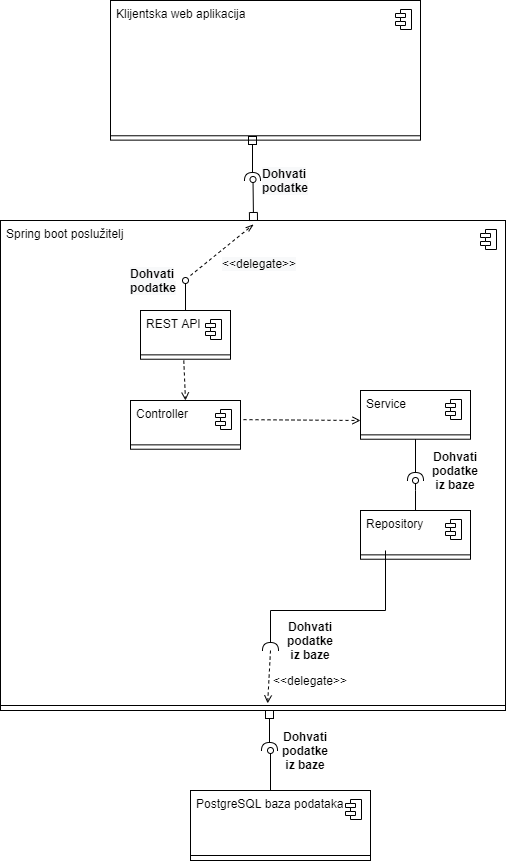 Klijentska web aplikacija
Dohvati
podatke
Spring boot poslužitelj
<<delegate>>
Dohvati
podatke
REST API
Controller
Service
Dohvati
podatke
iz baze
Repository
Dohvati
podatke
iz baze
<<delegate>>
Dohvati
podatke
iz baze
PostgreSQL baza podataka